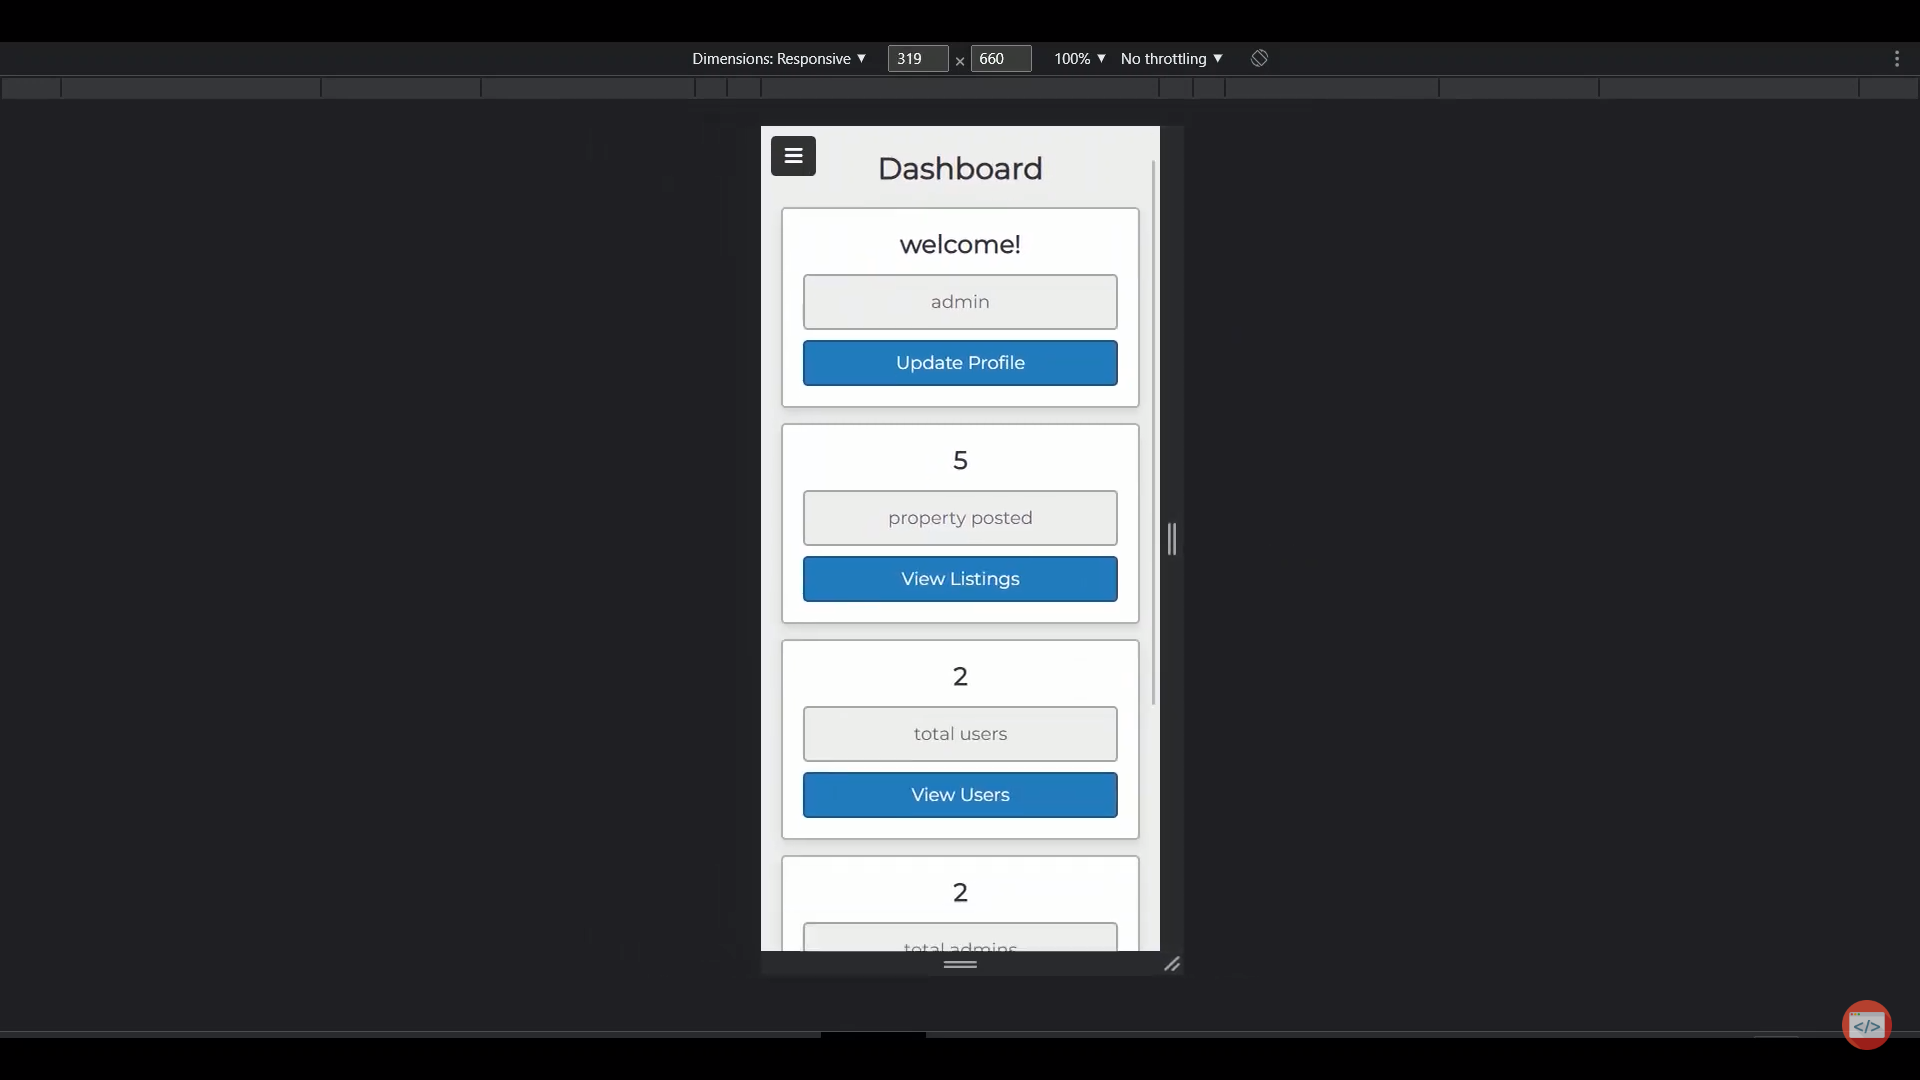 Dimensions: Responsive ▼ 319 × 660 100% ▼ No throttling ▼
Dashboard
welcome!
admin
Update Profile
5
property posted
View Listings
2
total users
View Users
2
total admins
</>